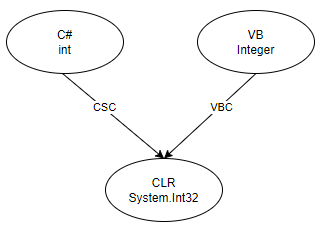 C#
int
VB
Integer
CSC
VBC
CLR
System.Int32